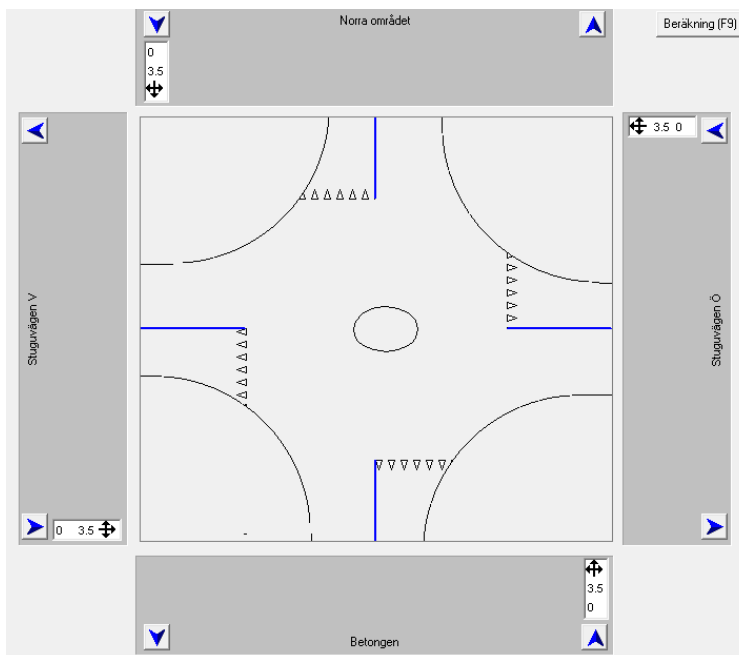 Norra området
Beräkning (F9)
0
3.5
3.5 0
Stuguvägen V
Stuguvägen Ö
0 3.5
3.5
0
Betongen